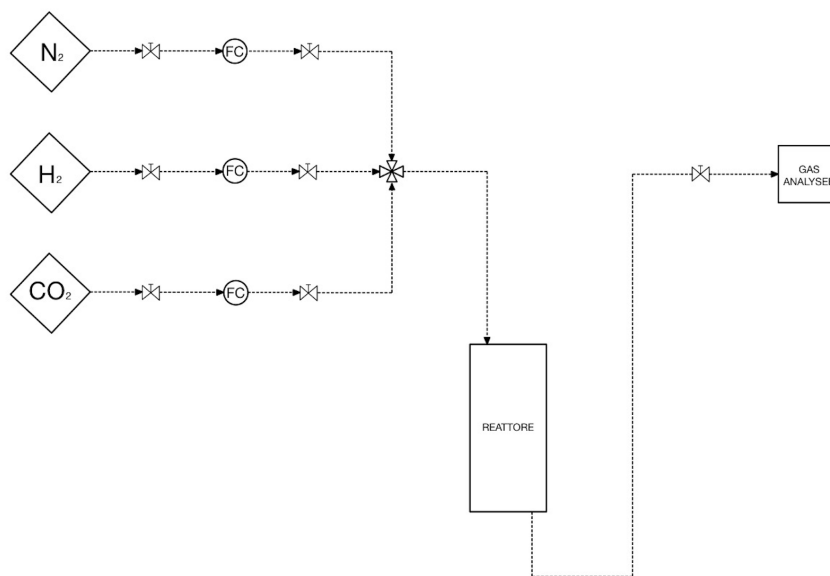 N₂
FC
H₂
FC
CO₂
FC
GAS
ANALYSER
REATTORE